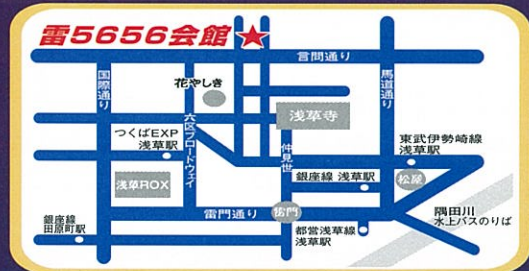 雷5656会館
言問通り
国際通り
花やしき
馬道通り
六区ブロードウェイ
浅草寺
つくばEXP
浅草駅
仲見世
東武伊勢崎線
浅草駅
浅草ROX
銀座線 浅草駅
松屋
雷門通り
雷門
銀座線
田原町駅
都営浅草線
浅草駅
隅田川
水上バスのりば